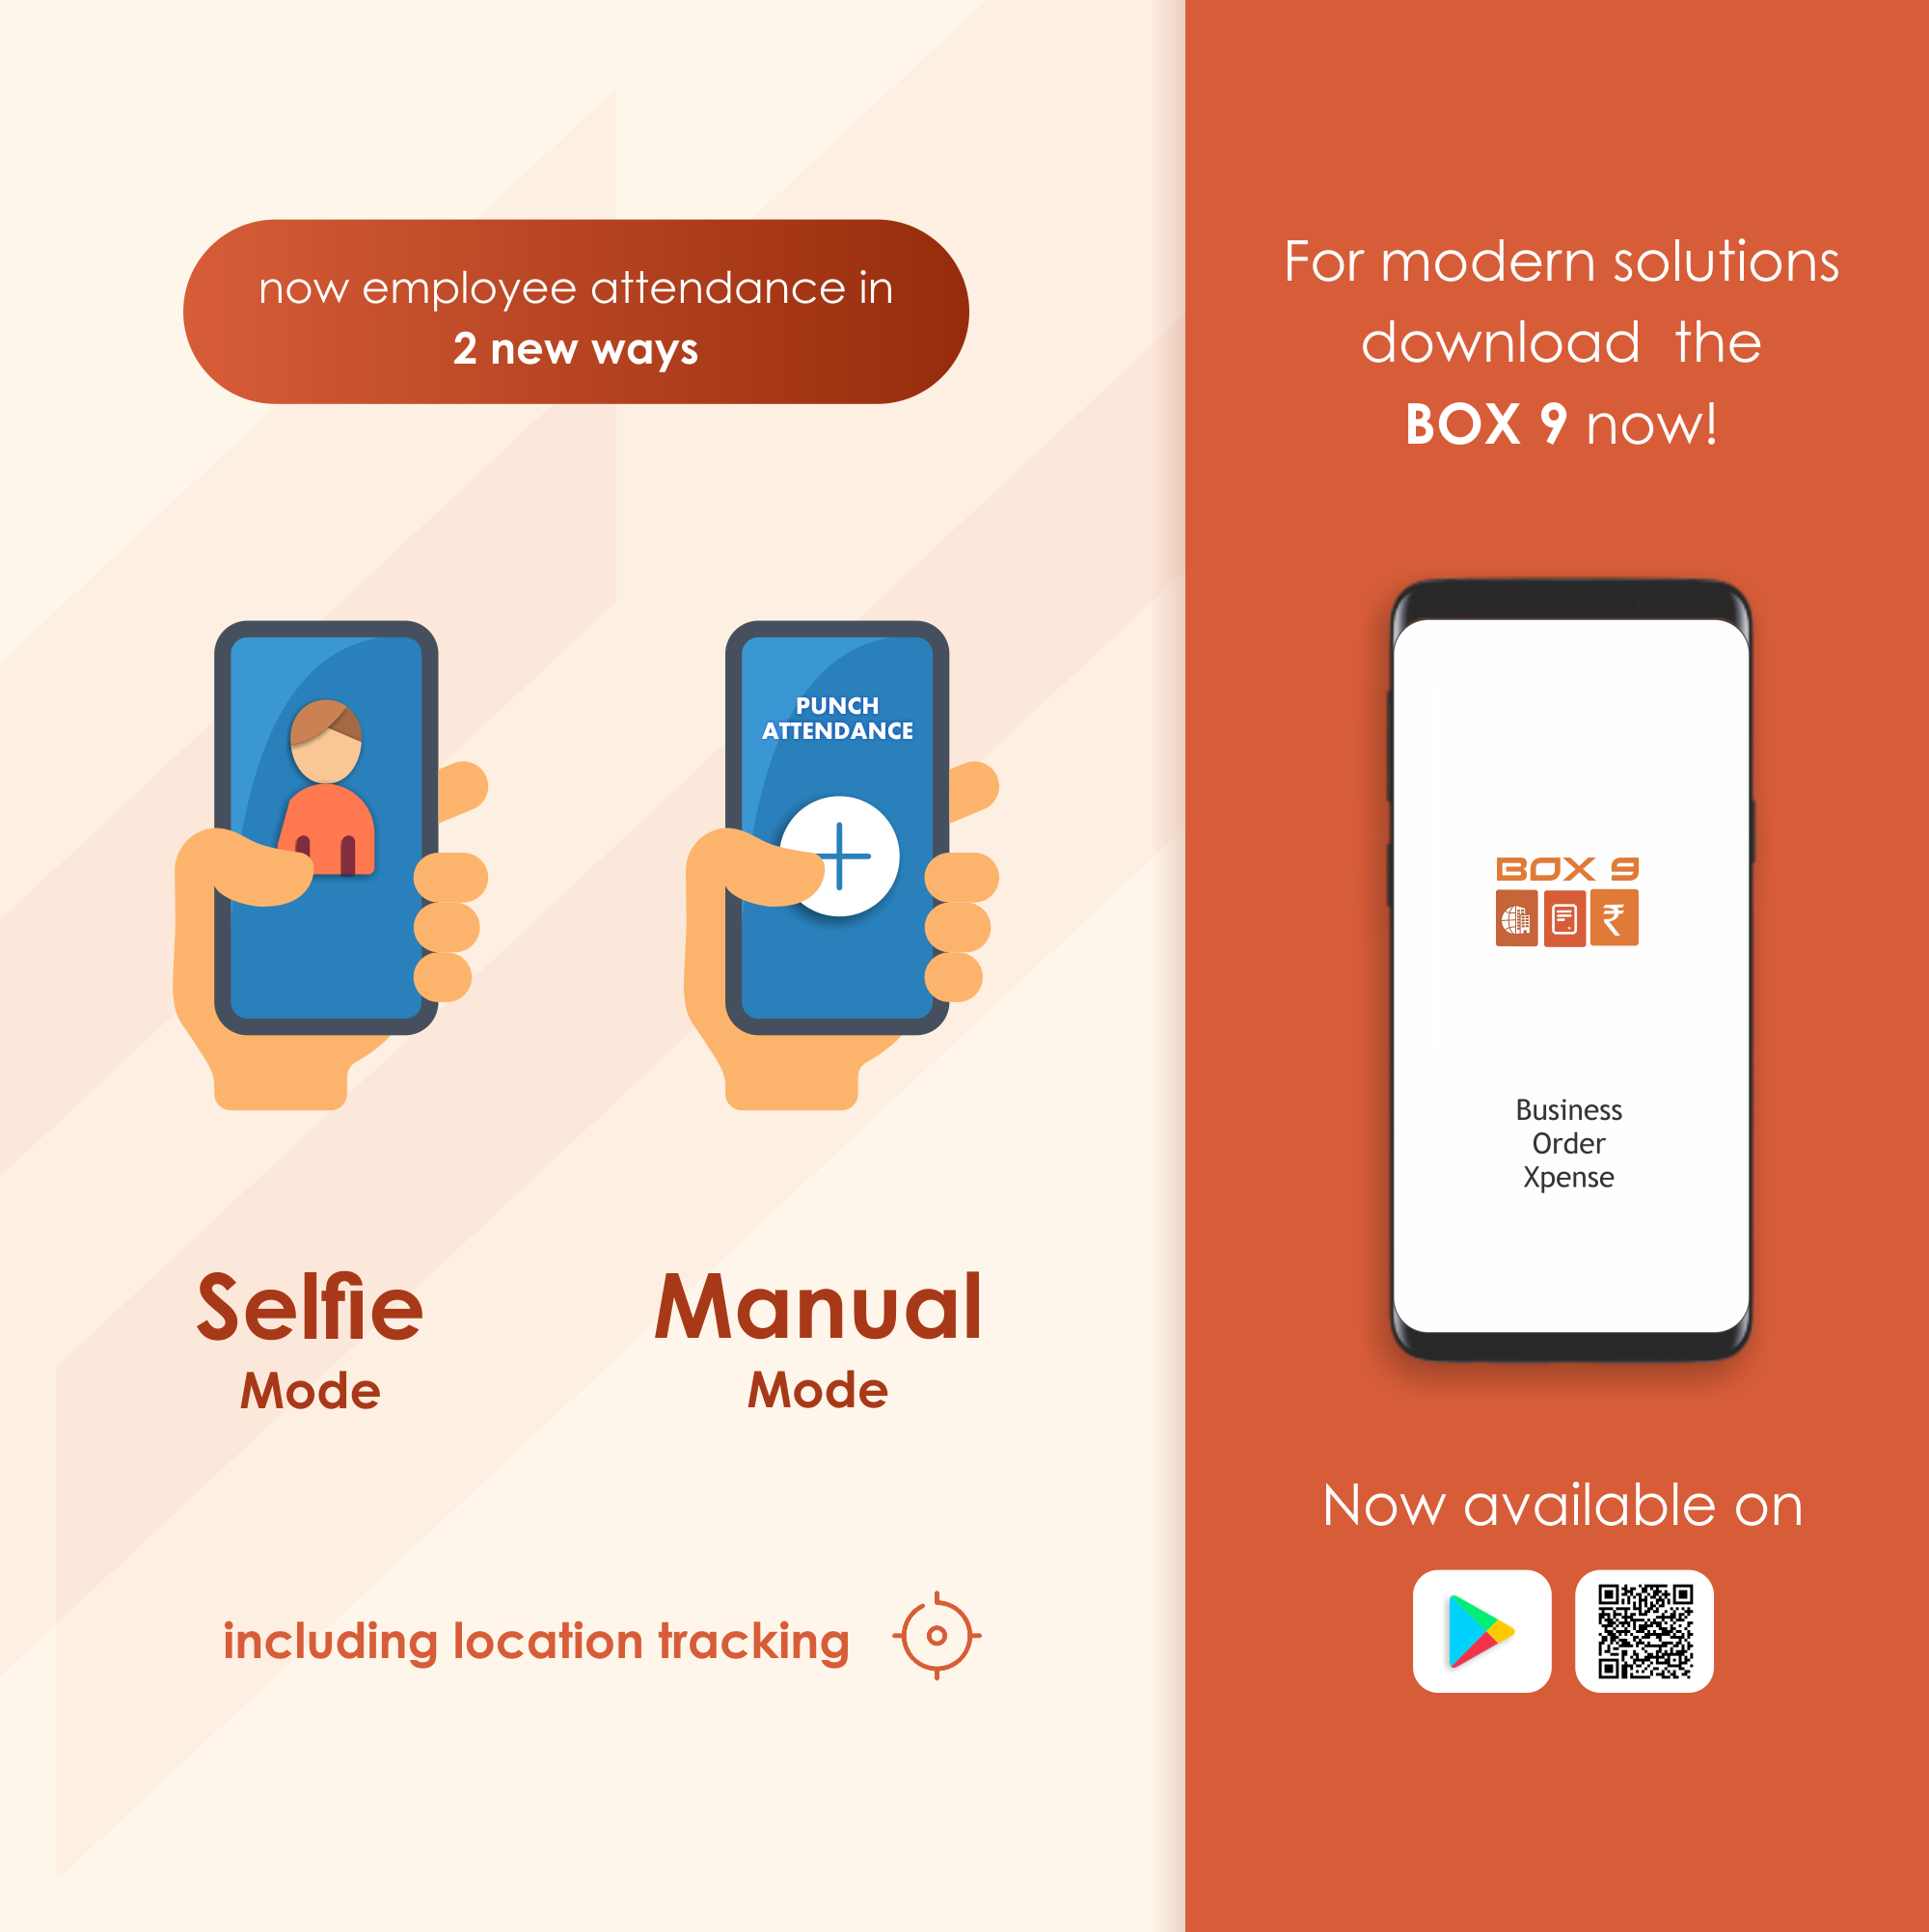 now employee attendance in
2 new ways
PUNCH
ATTENDANCE
Selfie
Mode
Manual
Mode
including location tracking
For modern solutions
download the
BOX 9 now!
BOX 9
₹
Business
Order
Xpense
Now available on